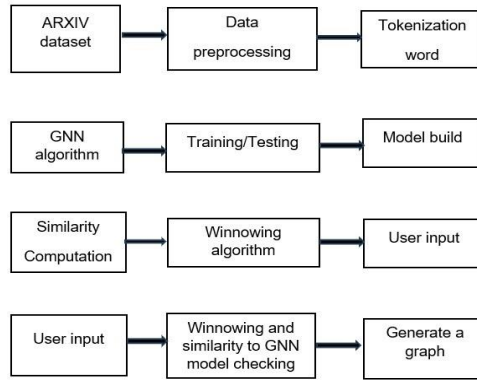 ARXIV
dataset
Data
preprocessing
Tokenization
word
GNN
algorithm
Training/Testing
Model build
Similarity
Computation
Winnowing
algorithm
User input
User input
Winnowing and
similarity to GNN
model checking
Generate a
graph